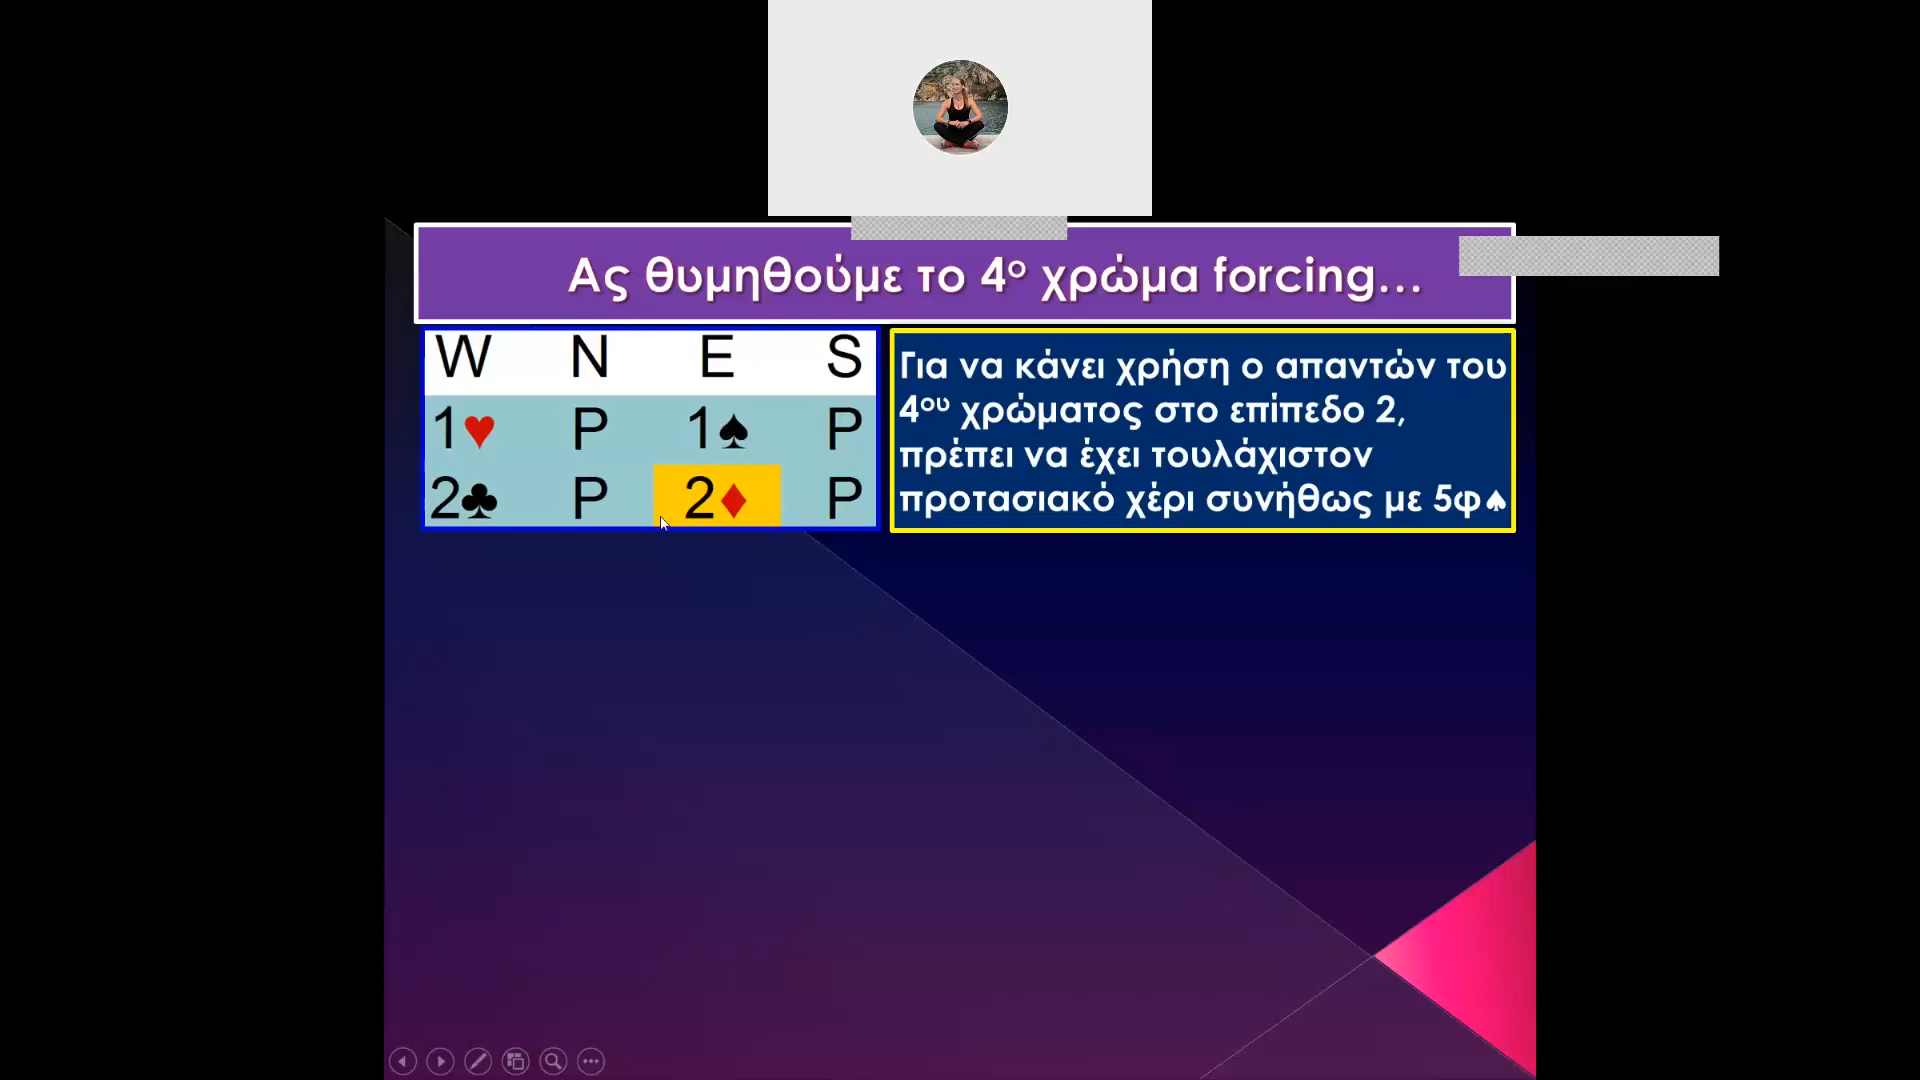 Ας θυμηθούμε το 4ο χρώμα forcing...
W N E S
1♥ P 1♠ P
2♣ P 2♦ P
Για να κάνει χρήση ο απαντών του
4ου χρώματος στο επίπεδο 2,
πρέπει να έχει τουλάχιστον
προτασιακό χέρι συνήθως με 5φ♠